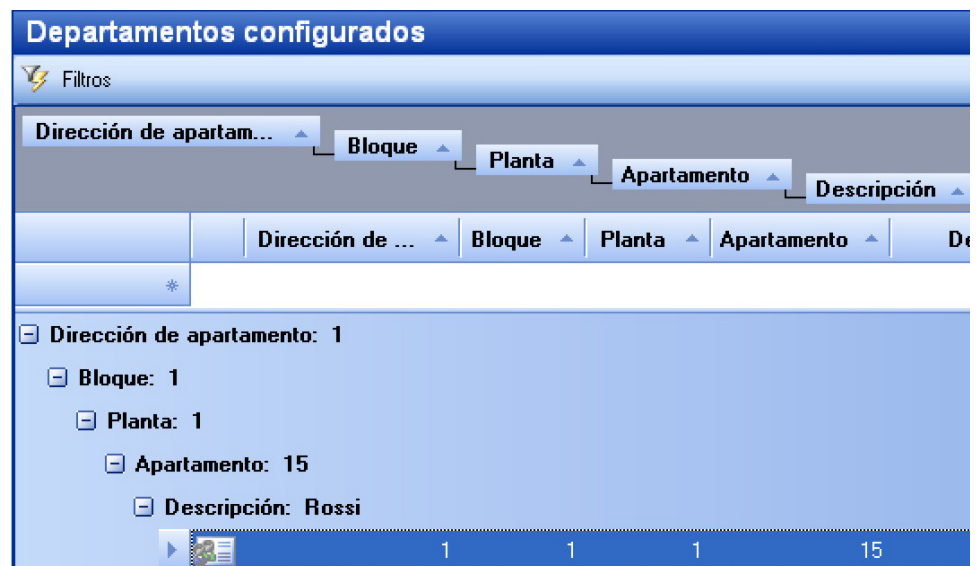 Departamentos configurados
Filtros
Dirección de apartam...
Bloque
Planta
Apartamento
Descripción
Dirección de ... Bloque Planta Apartamento De
Dirección de apartamento: 1
Bloque: 1
Planta: 1
Apartamento: 15
Descripción: Rossi
1 1 1 15